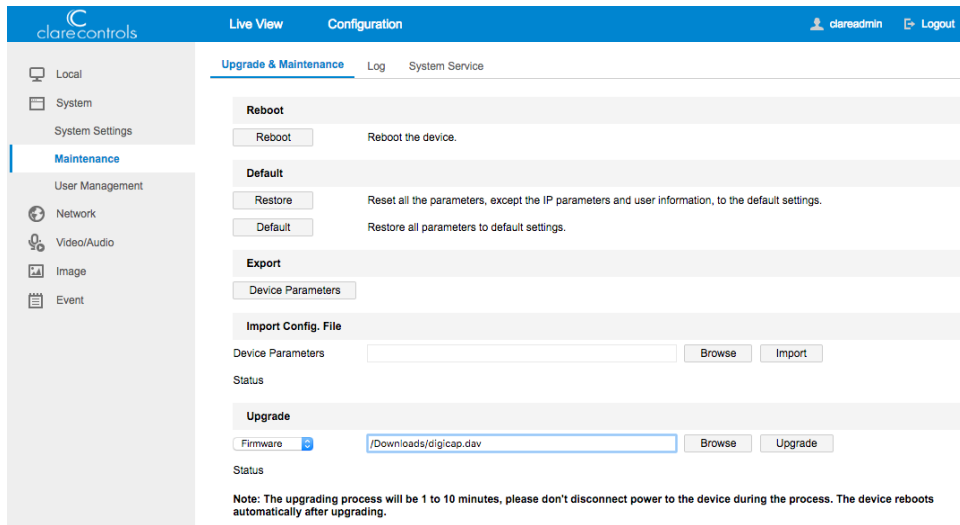 clarecontrols
Live View
Configuration
clareadmin
Logout
Local
System
System Settings
Maintenance
User Management
Network
Video/Audio
Image
Event
Upgrade & Maintenance
Log
System Service
Reboot
Reboot
Reboot the device.
Default
Restore
Reset all the parameters, except the IP parameters and user information, to the default settings.
Default
Restore all parameters to default settings.
Export
Device Parameters
Import Config. File
Device Parameters
Browse
Import
Status
Upgrade
Firmware
/Downloads/digicap.dav
Browse
Upgrade
Status
Note: The upgrading process will be 1 to 10 minutes, please don't disconnect power to the device during the process. The device reboots
automatically after upgrading.